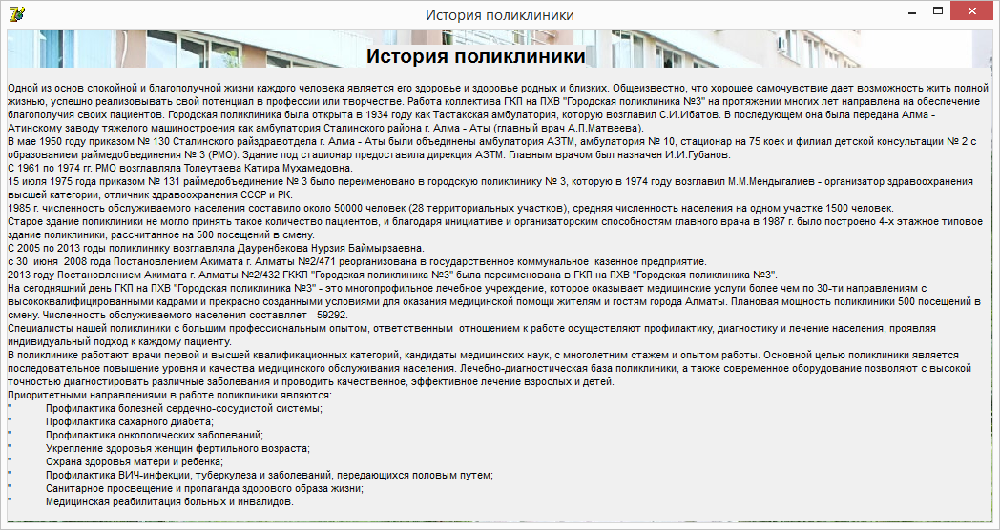 История поликлиники
История поликлиники
Одной из основ спокойной и благополучной жизни каждого человека является его здоровье и здоровье родных и близких. Общеизвестно, что хорошее самочувствие дает возможность жить полной
жизнью, успешно реализовывать свой потенциал в профессии или творчестве. Работа коллектива ГКП на ПХВ "Городская поликлиника №3" на протяжении многих лет направлена на обеспечение
благополучия своих пациентов. Городская поликлиника была открыта в 1934 году как Тастакская амбулатория, которую возглавил С.И.Ибатов. В последующем она была передана Алма -
Атинскому заводу тяжелого машиностроения как амбулатория Сталинского района г. Алма - Аты (главный врач А.П.Матвеева).
В мае 1950 году приказом № 130 Сталинского райздравотдела г. Алма - Аты были объединены амбулатория АЗТМ, амбулатория № 10, стационар на 75 коек и филиал детской консультации № 2 с
образованием раймедобъединения № 3 (РМО). Здание под стационар предоставила дирекция АЗТМ. Главным врачом был назначен И.И.Губанов.
С 1961 по 1974 гг. РМО возглавляла Толеутаева Катира Мухамедовна.
15 июля 1975 года приказом № 131 раймедобъединение № 3 было переименовано в городскую поликлинику № 3, которую в 1974 году возглавил М.М.Мендыгалиев - организатор здравоохранения
высшей категории, отличник здравоохранения СССР и РК.
1985 г. численность обслуживаемого населения составило около 50000 человек (28 территориальных участков), средняя численность населения на одном участке 1500 человек.
Старое здание поликлиники не могло принять такое количество пациентов, и благодаря инициативе и организаторским способностям главного врача в 1987 г. было построено 4-х этажное типовое
здание поликлиники, рассчитанное на 500 посещений в смену.
С 2005 по 2013 годы поликлинику возглавляла Дауренбекова Нурзия Баймырзаевна.
с 30  июня  2008 года Постановлением Акимата г. Алматы №2/471 реорганизована в государственное коммунальное  казенное предприятие.
2013 году Постановлением Акимата г. Алматы №2/432 ГККП "Городская поликлиника №3" была переименована в ГКП на ПХВ "Городская поликлиника №3".
На сегодняшний день ГКП на ПХВ "Городская поликлиника №3" - это многопрофильное лечебное учреждение, которое оказывает медицинские услуги более чем по 30-ти направлениям с
высококвалифицированными кадрами и прекрасно созданными условиями для оказания медицинской помощи жителям и гостям города Алматы. Плановая мощность поликлиники 500 посещений в
смену. Численность обслуживаемого населения составляет - 59292.
Специалисты нашей поликлиники с большим профессиональным опытом, ответственным  отношением к работе осуществляют профилактику, диагностику и лечение населения, проявляя
индивидуальный подход к каждому пациенту.
В поликлинике работают врачи первой и высшей квалификационных категорий, кандидаты медицинских наук, с многолетним стажем и опытом работы. Основной целью поликлиники является
последовательное повышение уровня и качества медицинского обслуживания населения. Лечебно-диагностическая база поликлиники, а также современное оборудование позволяют с высокой
точностью диагностировать различные заболевания и проводить качественное, эффективное лечение взрослых и детей.
Приоритетными направлениями в работе поликлиники являются:
" Профилактика болезней сердечно-сосудистой системы;
" Профилактика сахарного диабета;
" Профилактика онкологических заболеваний;
" Укрепление здоровья женщин фертильного возраста;
" Охрана здоровья матери и ребенка;
" Профилактика ВИЧ-инфекции, туберкулеза и заболеваний, передающихся половым путем;
" Санитарное просвещение и пропаганда здорового образа жизни;
" Медицинская реабилитация больных и инвалидов.